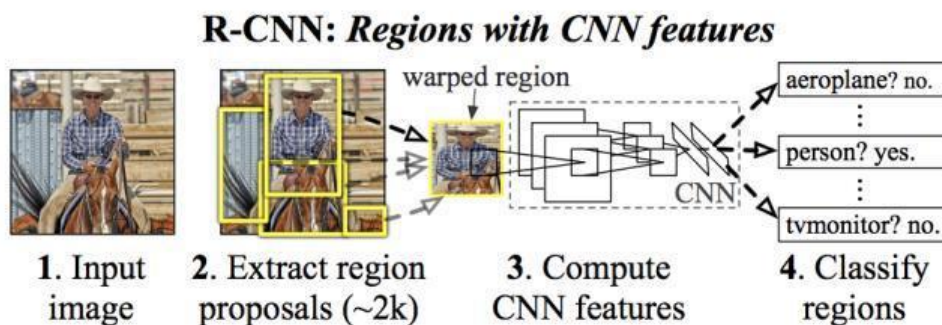 R-CNN: Regions with CNN features
warped region
aeroplane? no.
person? yes.
tvmonitor? no.
CNN
1. Input
image
2. Extract region
proposals (~2k)
3. Compute
CNN features
4. Classify
regions